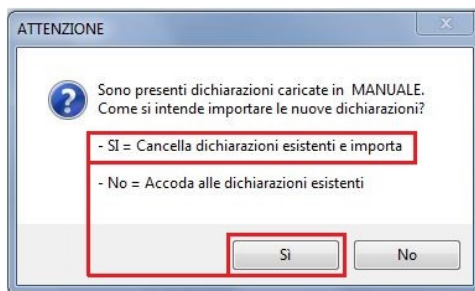 ATTENZIONE
Sono presenti dichiarazioni caricate in  MANUALE.
Come si intende importare le nuove dichiarazioni?
- SI = Cancella dichiarazioni esistenti e importa
- No = Accoda alle dichiarazioni esistenti
Sì
No